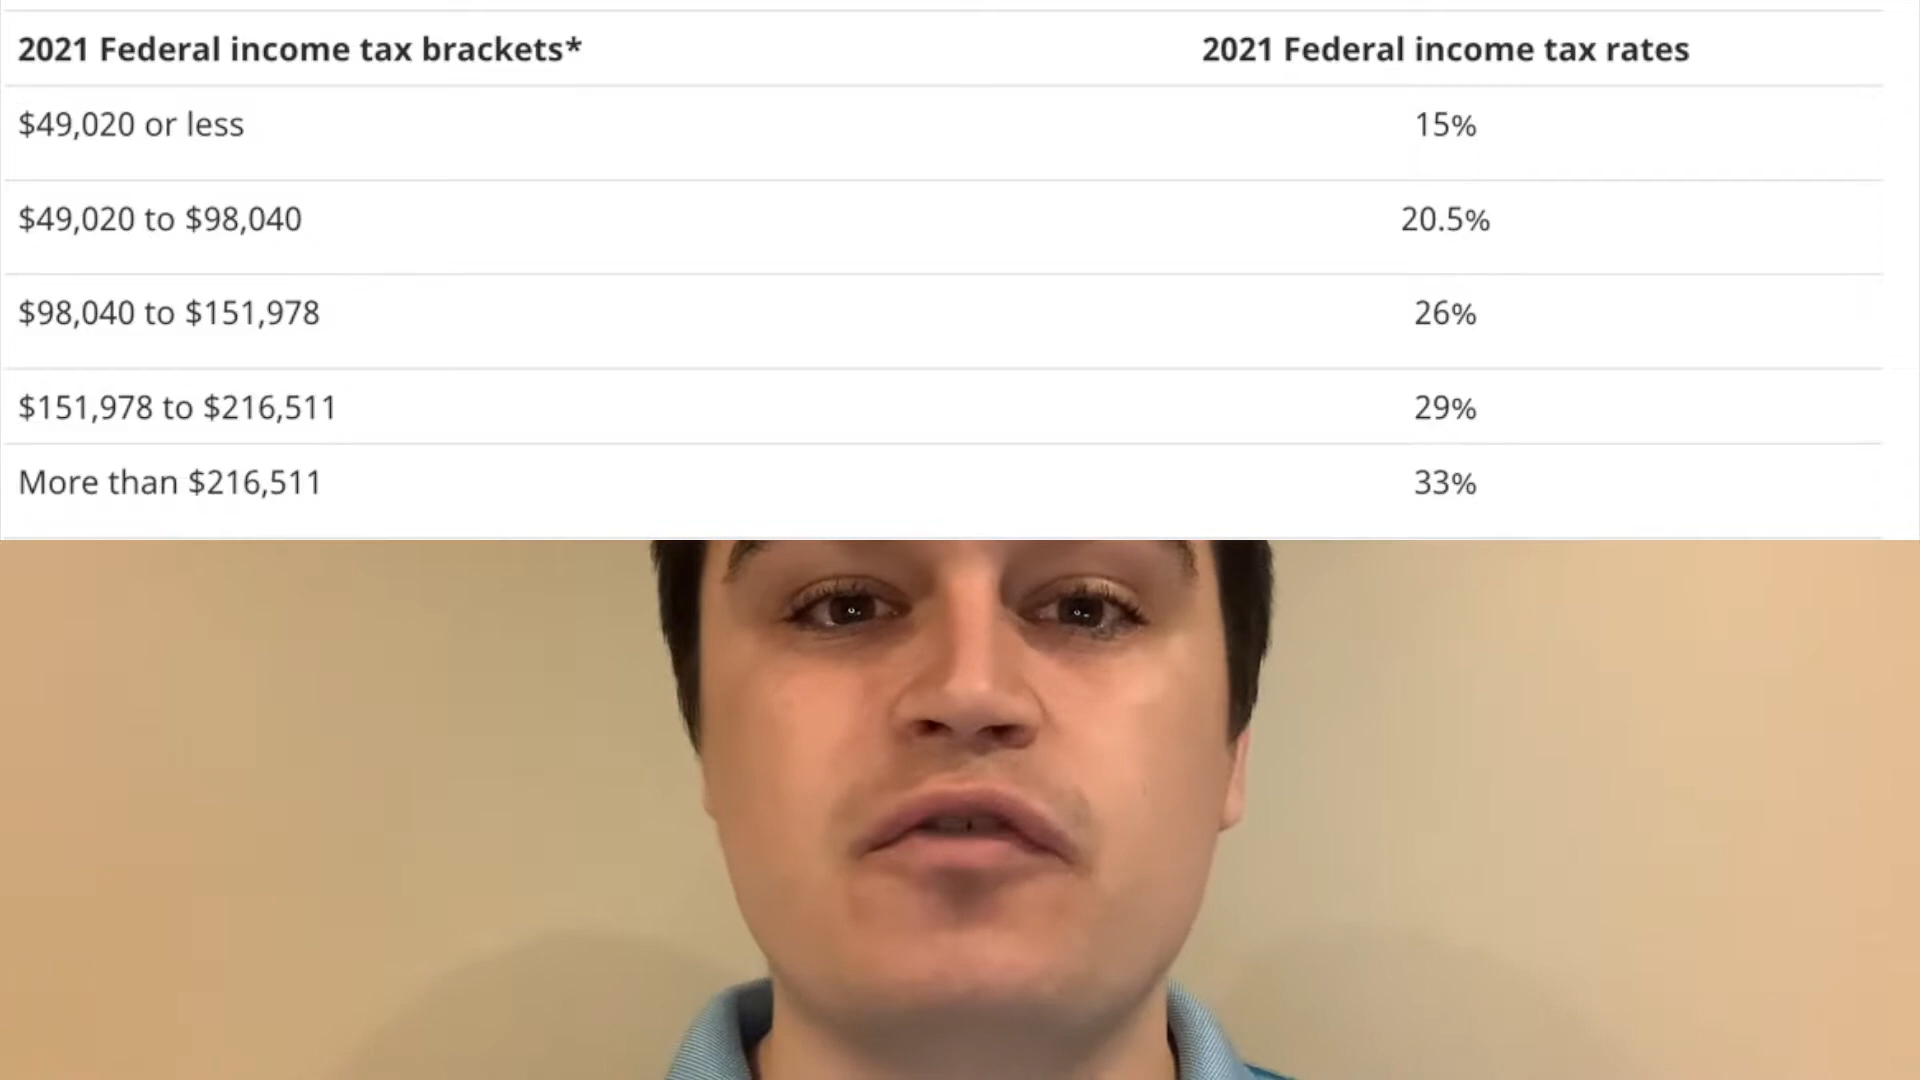 2021 Federal income tax brackets* 2021 Federal income tax rates
$49,020 or less 15%
$49,020 to $98,040 20.5%
$98,040 to $151,978 26%
$151,978 to $216,511 29%
More than $216,511 33%